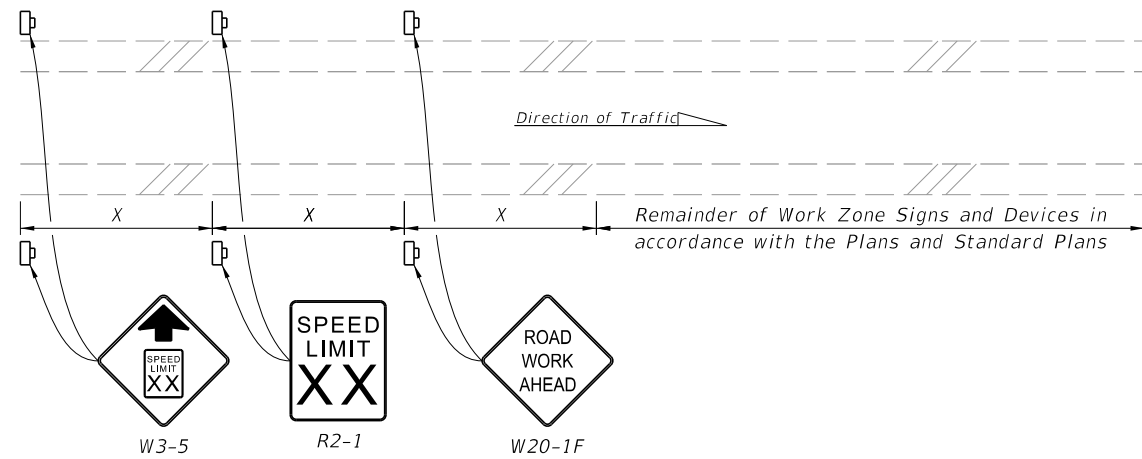 Direction of Traffic
X
X
X
Remainder of Work Zone Signs and Devices in
accordance with the Plans and Standard Plans
SPEED
LIMIT
XX
W3-5
SPEED
LIMIT
XX
R2-1
ROAD
WORK
AHEAD
W20-1F